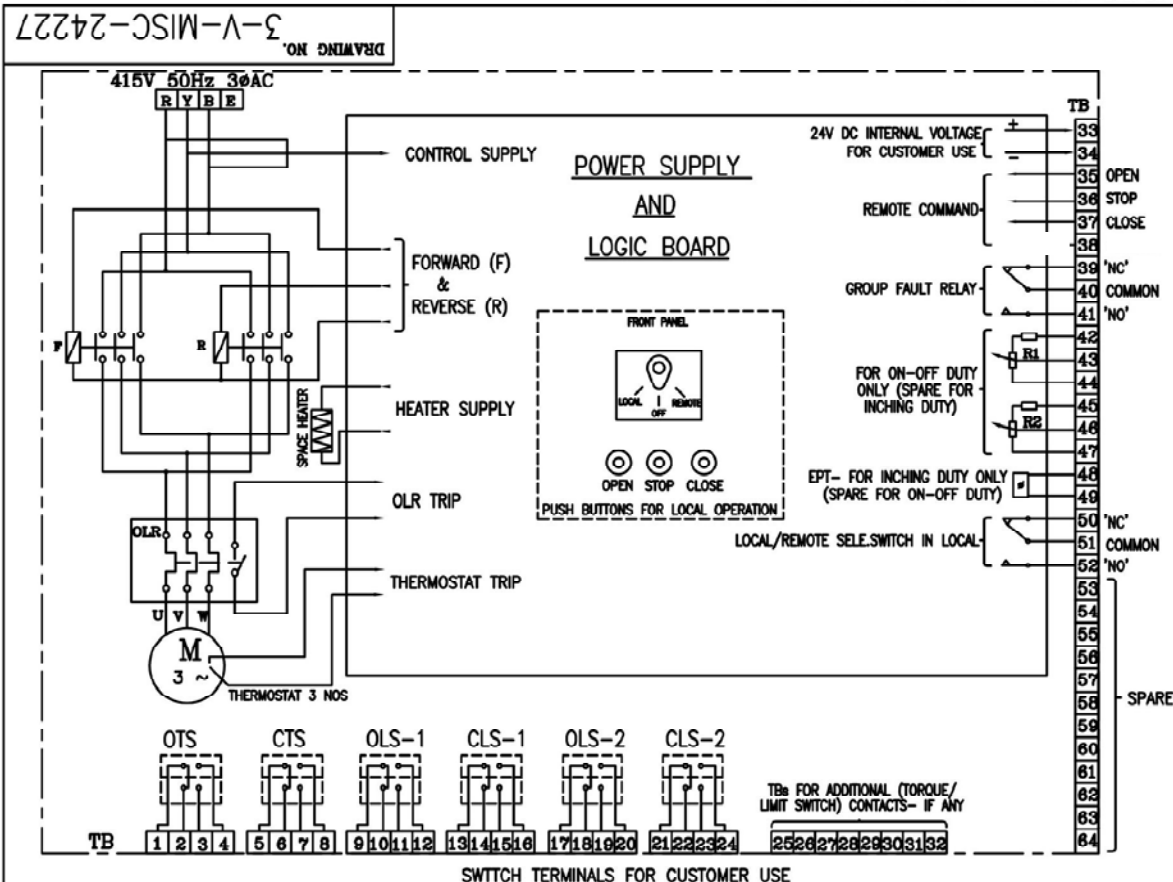 3-V-MISC-24227
DRAWING NO.
415V 50Hz 3øAC
R Y B E
CONTROL SUPPLY
FORWARD (F)
&
REVERSE (R)
F
R
SPACE HEATER
HEATER SUPPLY
OLR TRIP
OLR
THERMOSTAT TRIP
U V W
M
3 ~
THERMOSTAT 3 NOS
POWER SUPPLY
AND
LOGIC BOARD
FRONT PANEL
LOCAL
OFF
REMOTE
OPEN STOP CLOSE
PUSH BUTTONS FOR LOCAL OPERATION
TB
24V DC INTERNAL VOLTAGE
FOR CUSTOMER USE
+
-
33
34
REMOTE COMMAND
35 OPEN
36 STOP
37 CLOSE
38
GROUP FAULT RELAY
39 'NC'
40 COMMON
41 'NO'
FOR ON-OFF DUTY
ONLY (SPARE FOR
INCHING DUTY)
R1
R2
42
43
44
45
46
47
EPT- FOR INCHING DUTY ONLY
(SPARE FOR ON-OFF DUTY)
48
49
LOCAL/REMOTE SELE.SWITCH IN LOCAL
50 'NC'
51 COMMON
52 'NO'
53
54
55
56
57
58
59
60
61
62
63
64
SPARE
OTS CTS OLS-1 CLS-1 OLS-2 CLS-2
TBs FOR ADDITIONAL (TORQUE/
LIMIT SWITCH) CONTACTS- IF ANY
TB 1 2 3 4 5 6 7 8 9 10 11 12 13 14 15 16 17 18 19 20 21 22 23 24 25 26 27 28 29 30 31 32
SWITCH TERMINALS FOR CUSTOMER USE